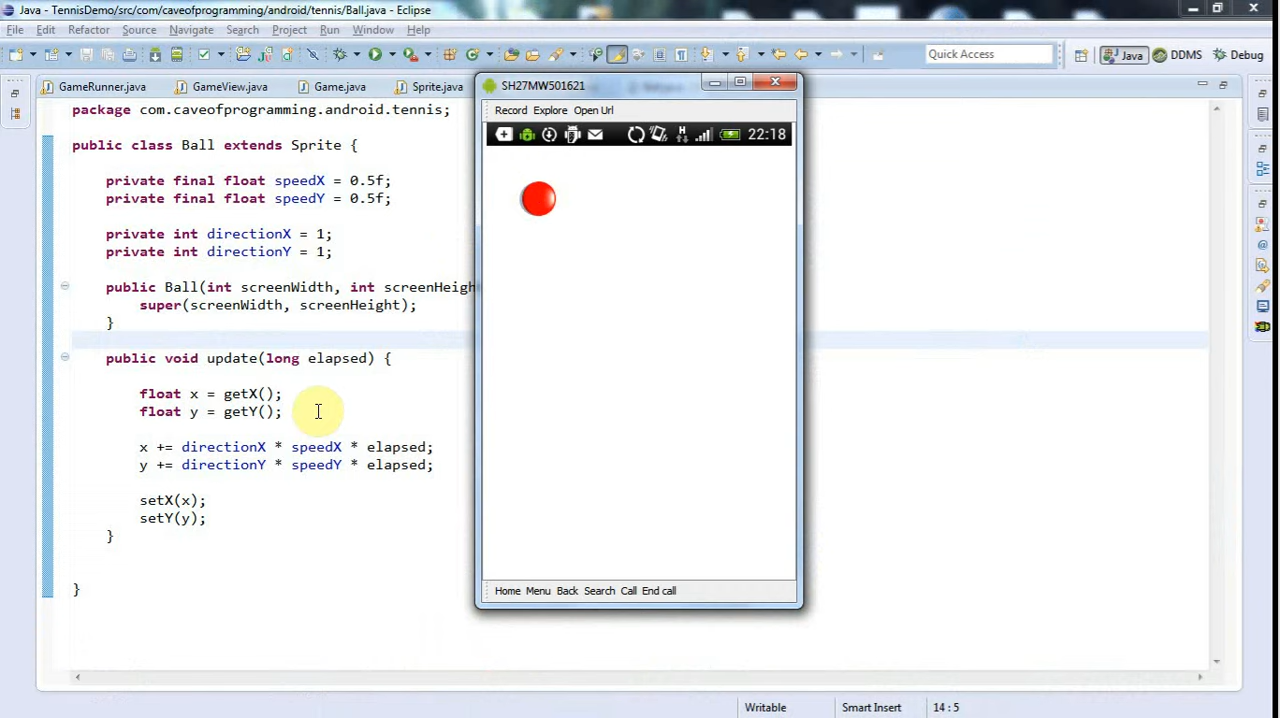 Java - TennisDemo/src/com/caveofprogramming/android/tennis/Ball.java - Eclipse
File Edit Refactor Source Navigate Search Project Run Window Help
Quick Access
Java DDMS Debug
GameRunner.java GameView.java Game.java Sprite.java
package com.caveofprogramming.android.tennis;
public class Ball extends Sprite {
private final float speedX = 0.5f;
private final float speedY = 0.5f;
private int directionX = 1;
private int directionY = 1;
public Ball(int screenWidth, int screenHeigh
super(screenWidth, screenHeight);
}
public void update(long elapsed) {
float x = getX();
float y = getY();
x += directionX * speedX * elapsed;
y += directionY * speedY * elapsed;
setX(x);
setY(y);
}
}
SH27MW501621
Record Explore Open Url
H 22:18
Home Menu Back Search Call End call
Writable Smart Insert 14 : 5